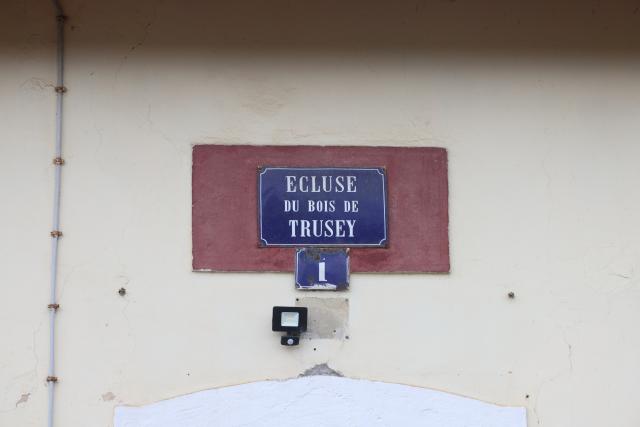 ECLUSE
DU BOIS DE
TRUSEY
1